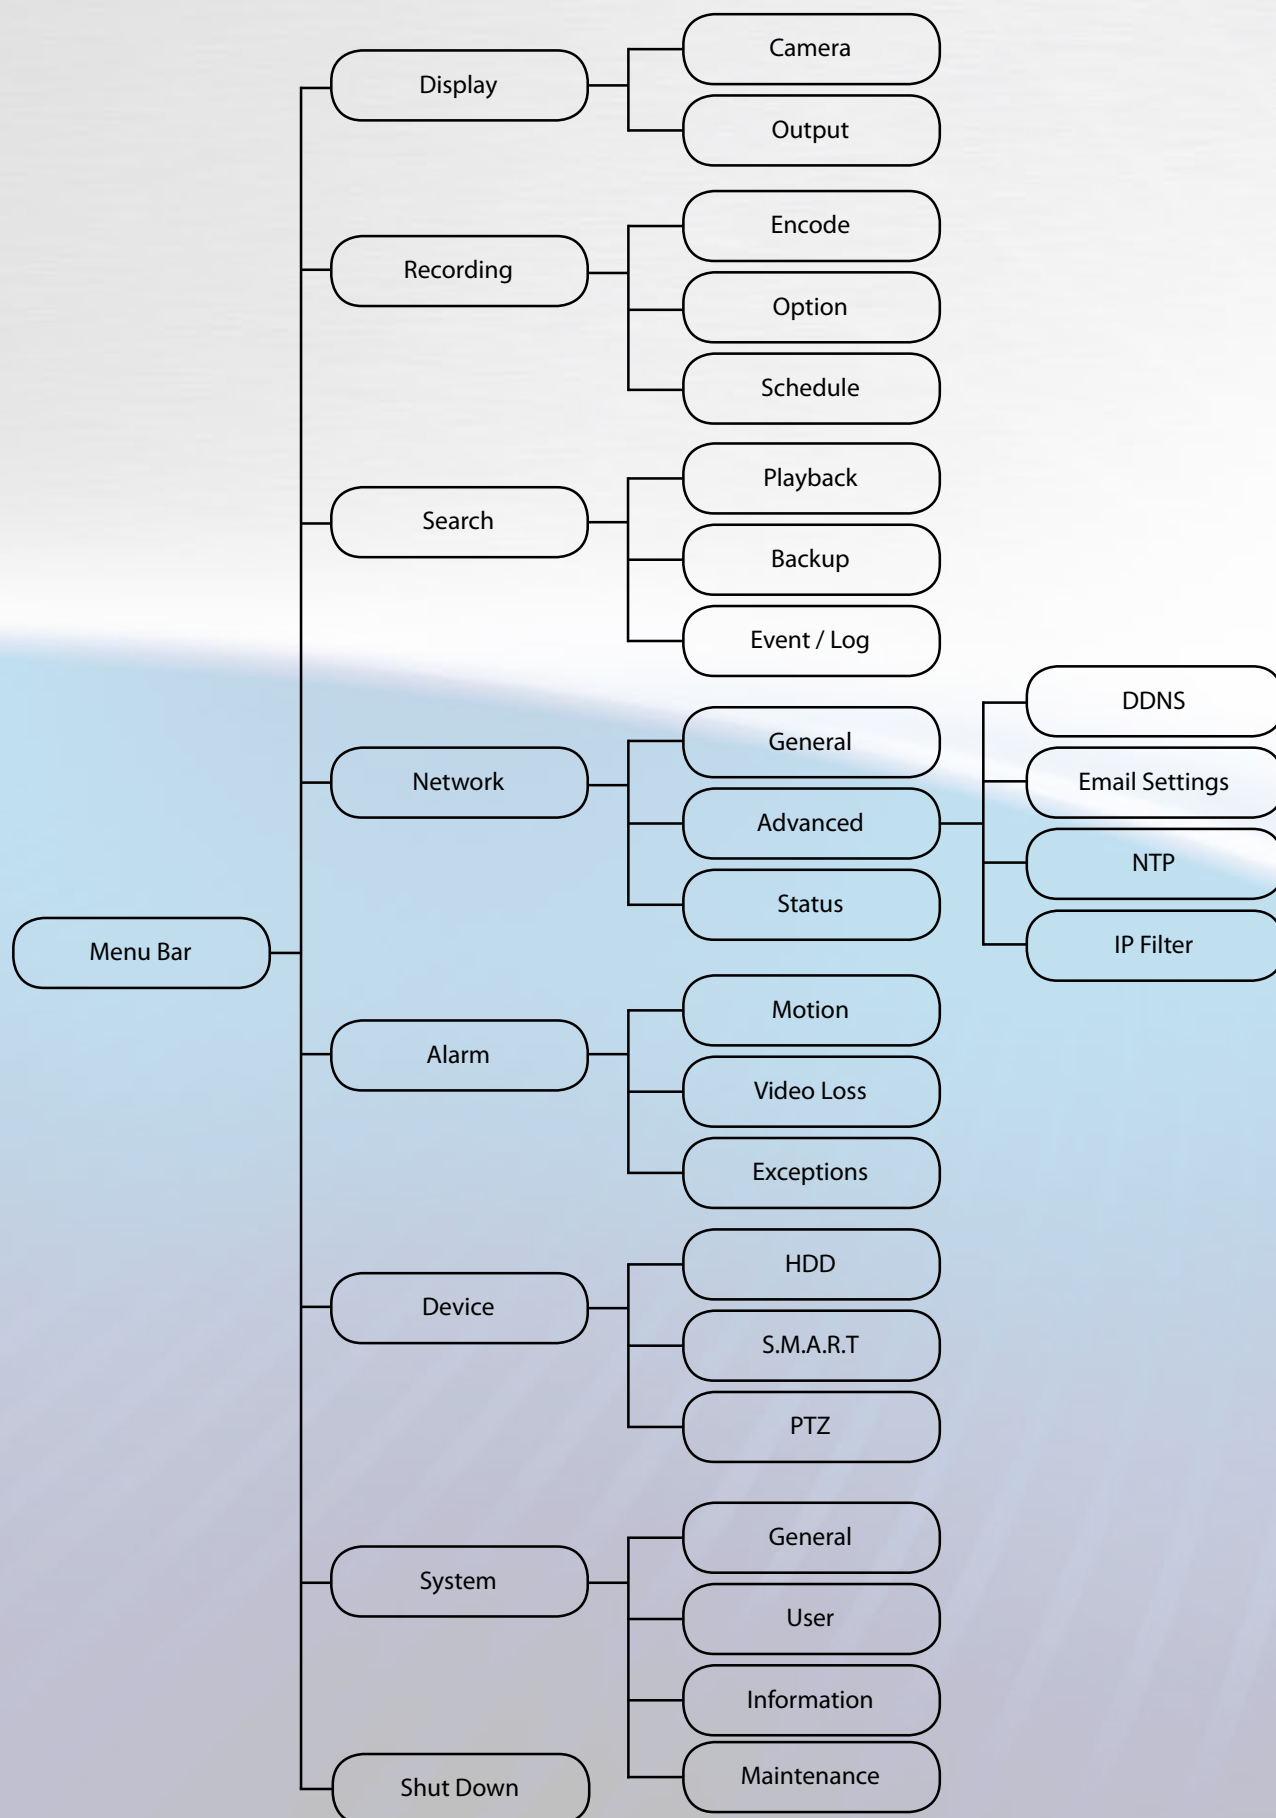 Menu Bar
Display
Camera
Output
Recording
Encode
Option
Schedule
Search
Playback
Backup
Event / Log
Network
General
Advanced
DDNS
Email Settings
NTP
IP Filter
Status
Alarm
Motion
Video Loss
Exceptions
Device
HDD
S.M.A.R.T
PTZ
System
General
User
Information
Maintenance
Shut Down